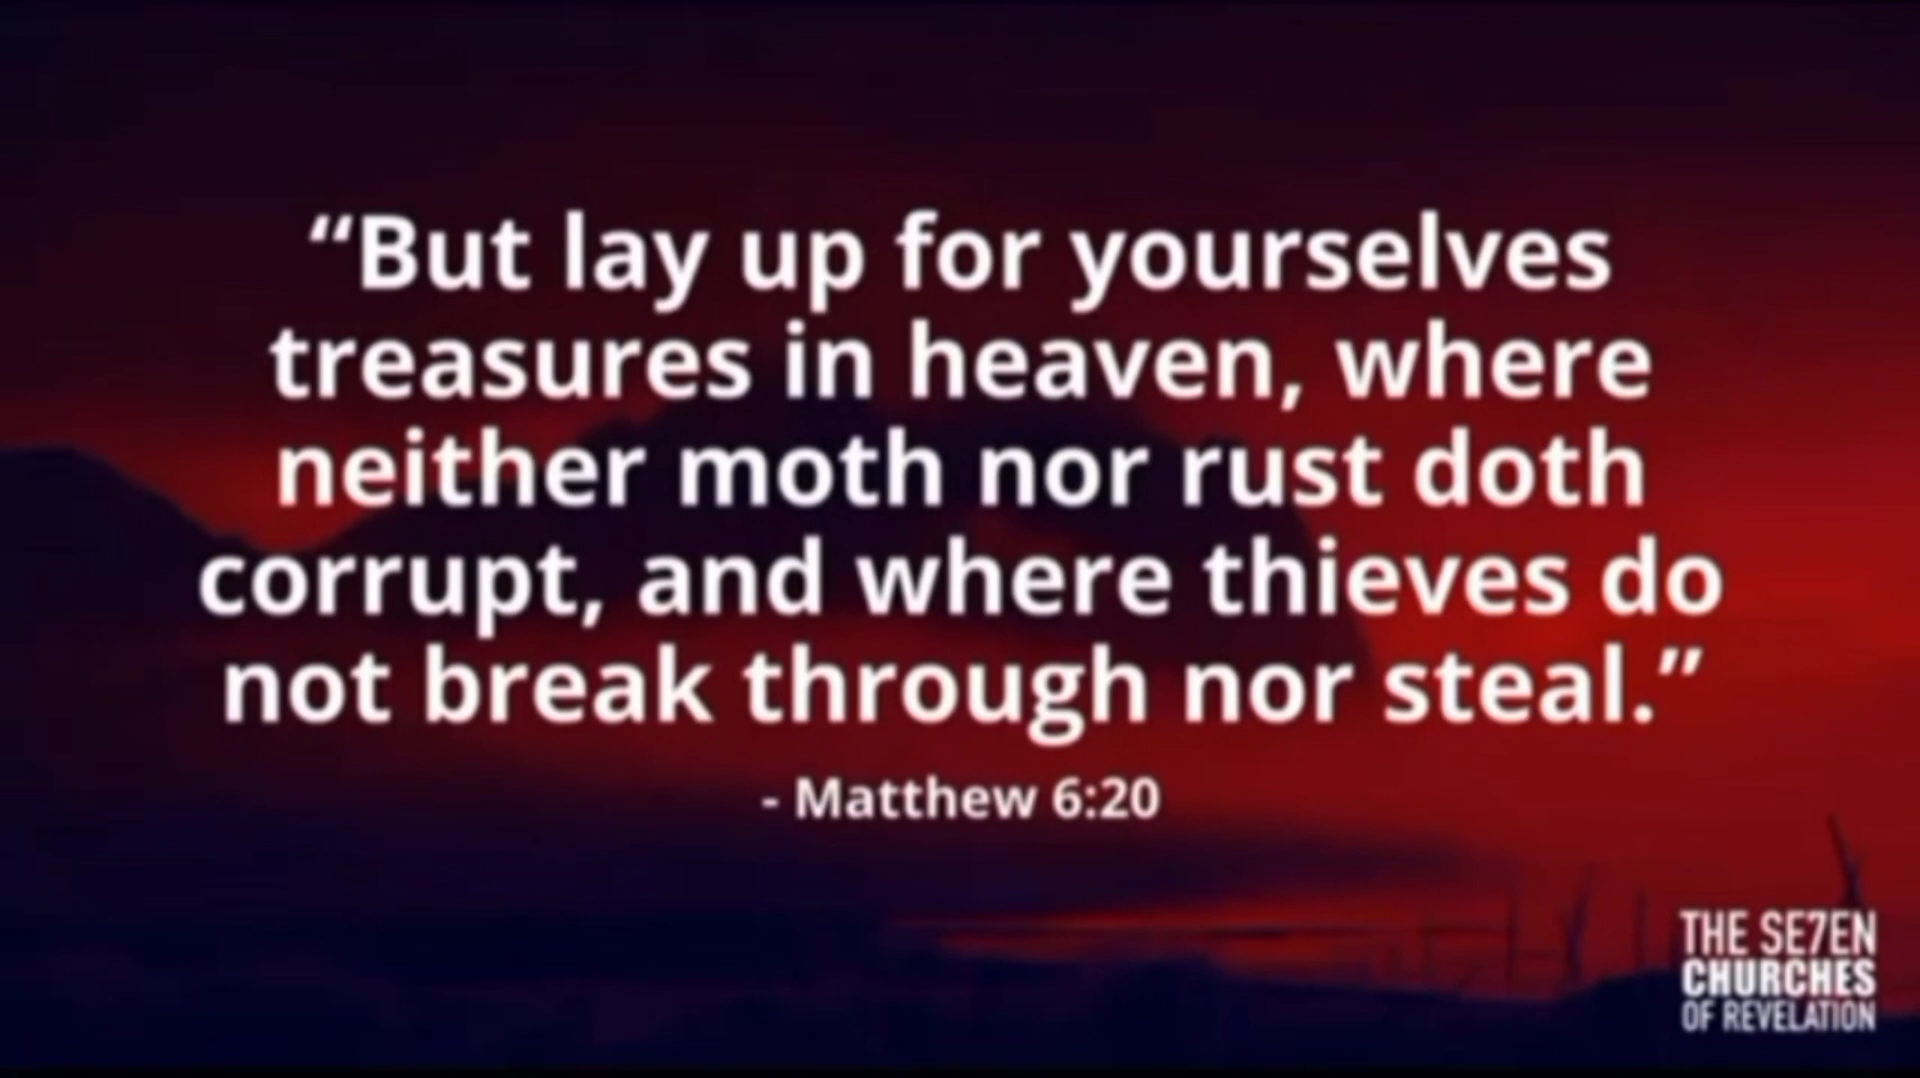 “But lay up for yourselves
treasures in heaven, where
neither moth nor rust doth
corrupt, and where thieves do
not break through nor steal.”
- Matthew 6:20
THE SE7EN
CHURCHES
OF REVELATION